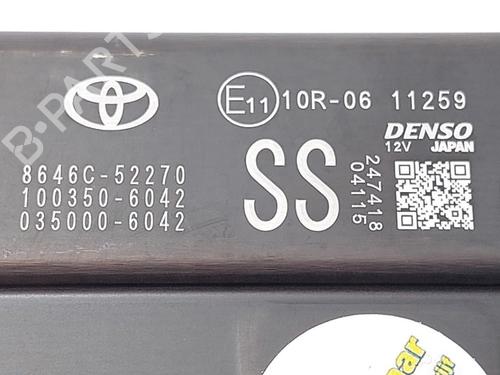 E11 10R-06 11259
DENSO
12V JAPAN
8646C-52270
100350-6042
035000-6042
SS
247418
04115
B-PARTS